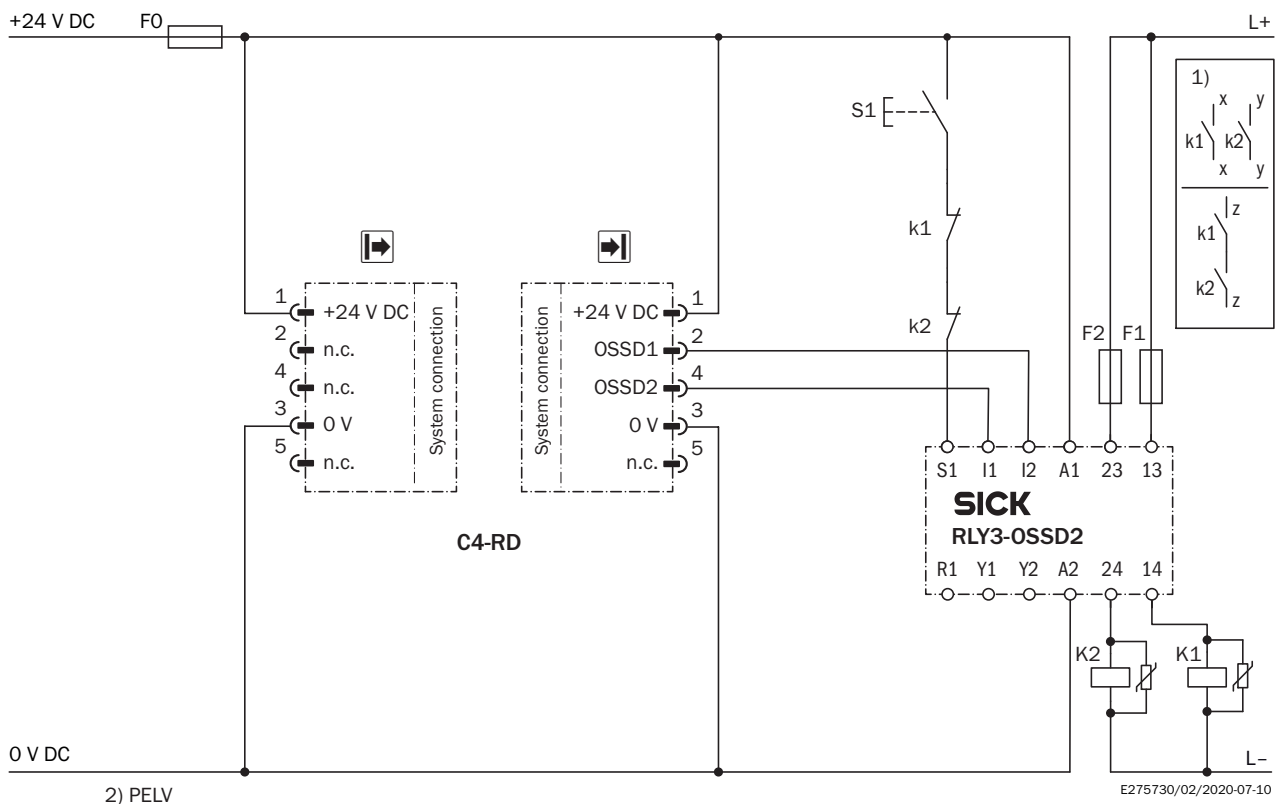 +24 V DC
F0
L+
1)
x
y
k1
k2
x
y
z
k1
k2
z
S1
k1
k2
F2
F1
1
+24 V DC
2
n.c.
4
n.c.
3
0 V
5
n.c.
System connection
System connection
+24 V DC
1
OSSD1
2
OSSD2
4
0 V
3
n.c.
5
C4-RD
S1
I1
I2
A1
23
13
SICK
RLY3-OSSD2
R1
Y1
Y2
A2
24
14
K2
K1
0 V DC
L–
2) PELV
E275730/02/2020-07-10